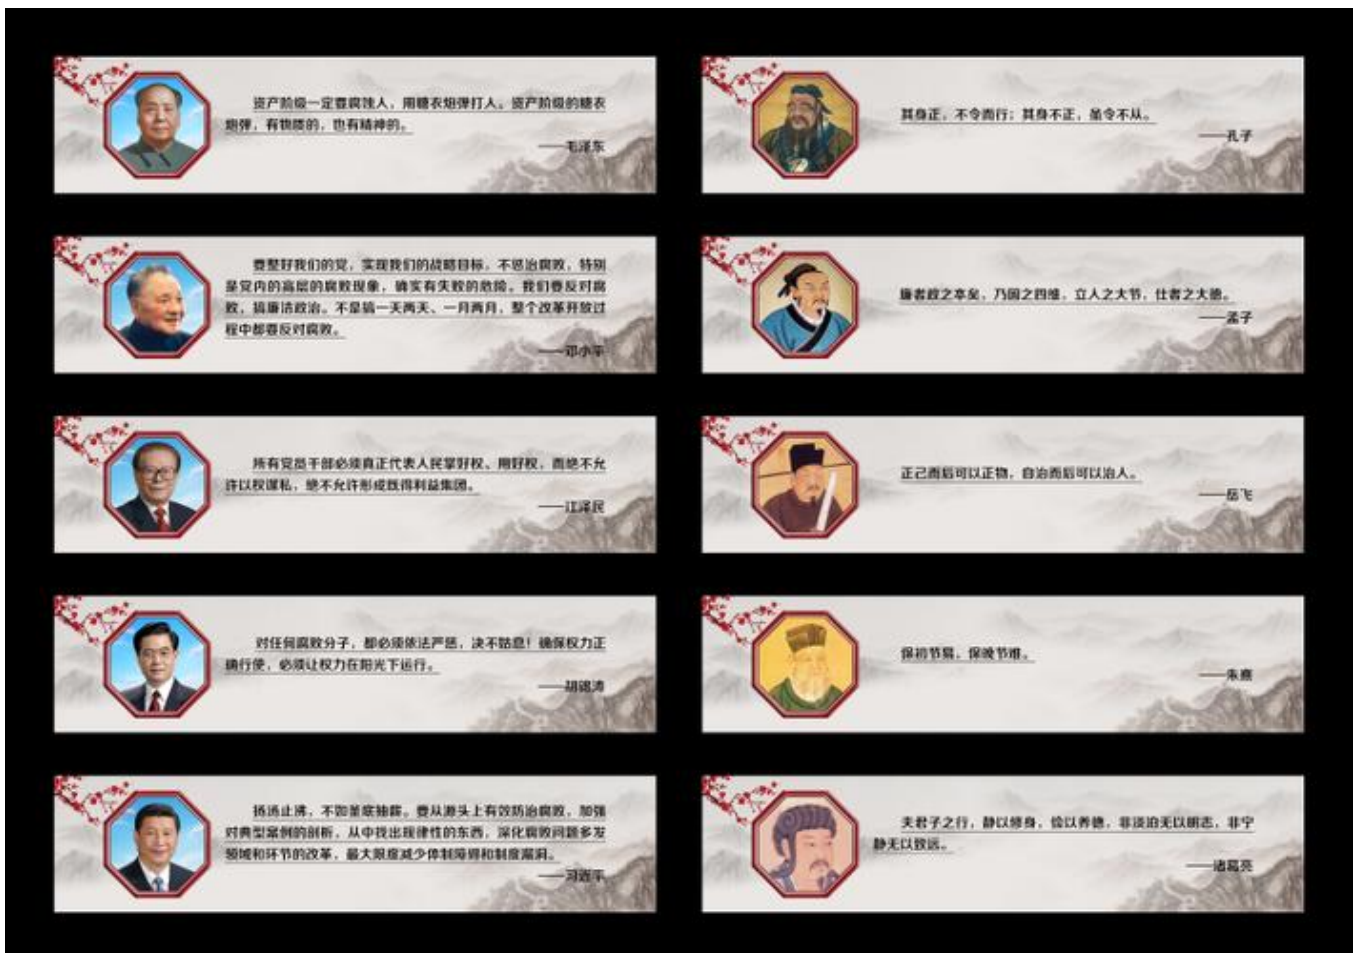 资产阶级一定要腐蚀人，用糖衣炮弹打人。资产阶级的糖衣
炮弹，有物质的，也有精神的。
——毛泽东
要整好我们的党，实现我们的战略目标，不惩治腐败，特别
是党内的高层的腐败现象，确实有失败的危险。我们要反对腐
败，搞廉洁政治。不是搞一天两天、一月两月，整个改革开放过
程中都要反对腐败。
——邓小平
所有党员干部必须真正代表人民掌好权、用好权，而绝不允
许以权谋私，绝不允许形成既得利益集团。
——江泽民
对任何腐败分子，都必须依法严惩，决不姑息！确保权力正
确行使，必须让权力在阳光下运行。
——胡锦涛
扬汤止沸，不如釜底抽薪。要从源头上有效防治腐败，加强
对典型案例的剖析，从中找出规律性的东西，深化腐败问题多发
领域和环节的改革，最大限度减少体制障碍和制度漏洞。
——习近平
其身正，不令而行；其身不正，虽令不从。
——孔子
廉者政之本矣，乃国之四维，立人之大节，仕者之大德。
——孟子
正己而后可以正物，自治而后可以治人。
——岳飞
保初节易，保晚节难。
——朱熹
夫君子之行，静以修身，俭以养德，非淡泊无以明志，非宁
静无以致远。
——诸葛亮